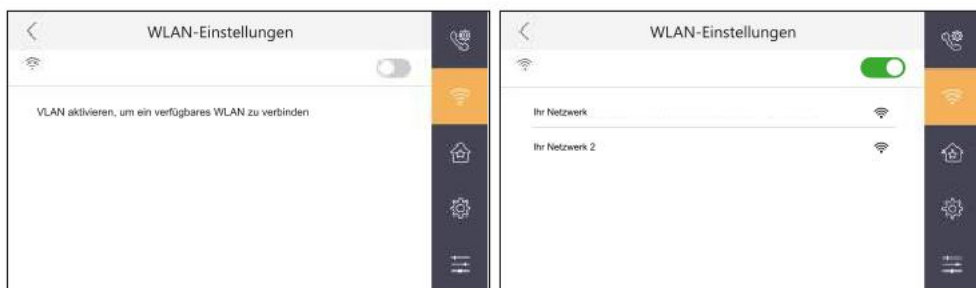 WLAN-Einstellungen
VLAN aktivieren, um ein verfügbares WLAN zu verbinden
WLAN-Einstellungen
Ihr Netzwerk
Ihr Netzwerk 2